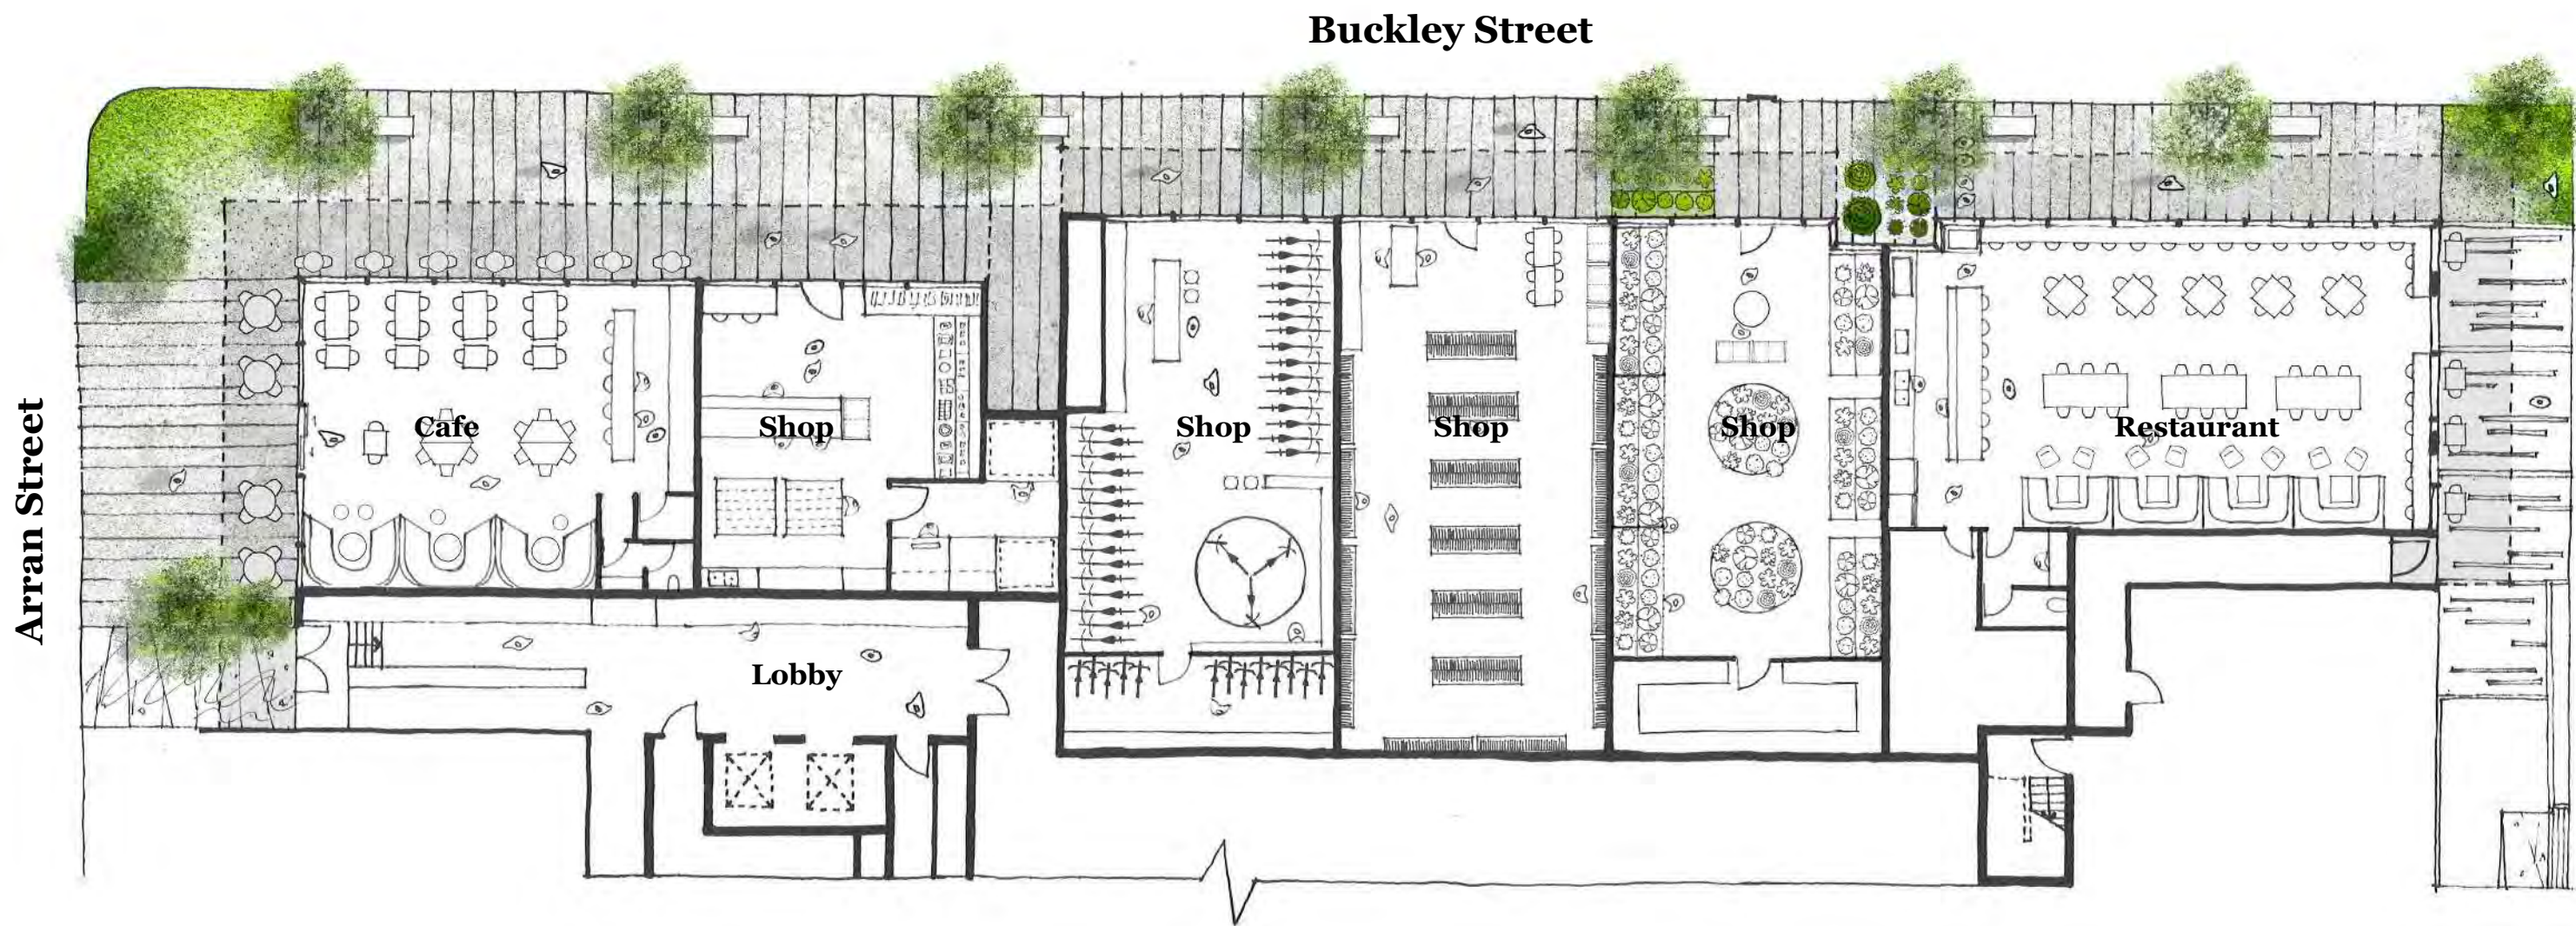 Buckley Street
Arran Street
Cafe
Shop
Shop
Shop
Shop
Restaurant
Lobby